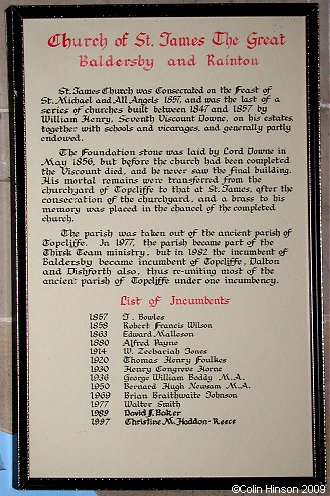 Church of St. James The Great
Baldersby and Rainton
St. James Church was Consecrated on the Feast of
St. Michael and All Angels 1857, and was the last of a
series of churches built between 1847 and 1857 by
William Henry, Seventh Viscount Downe, on his estates,
together with schools and vicarages, and generally partly
endowed.
The Foundation stone was laid by Lord Downe in
May 1856, but before the church had been completed
the Viscount died, and he never saw the final building.
His mortal remains were transferred from the
churchyard of Topcliffe to that at St. James, after the
consecration of the churchyard, and a brass to his
memory was placed in the chancel of the completed
church.
The parish was taken out of the ancient parish of
Topcliffe. In 1977, the parish became part of the
Thirsk Team ministry, but in 1982 the incumbent of
Baldersby became incumbent of Topcliffe, Dalton
and Dishforth also, thus re-uniting most of the
ancient parish of Topcliffe under one incumbency.
List of Incumbents
1857 T. Bowles
1858 Robert Francis Wilson
1863 Edward Malleson
1880 Alfred Payne
1914 W. Zechariah Jones
1920 Thomas Henry Foulkes
1930 Henry Congreve Horne
1936 George William Boddy M.A.
1950 Bernard Hugh Newsam M.A.
1969 Brian Braithwaite Johnson
1977 Walter Smith
1989 David J. Baker
1997 Christine M. Haddon-Reece
©Colin Hinson 2009